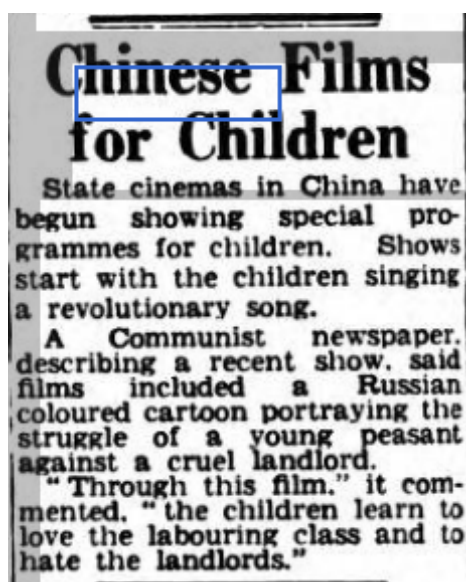 Chinese Films
for Children
State cinemas in China have
begun showing special pro-
grammes for children. Shows
start with the children singing
a revolutionary song.
A Communist newspaper,
describing a recent show, said
films included a Russian
coloured cartoon portraying the
struggle of a young peasant
against a cruel landlord.
"Through this film," it com-
mented, "the children learn to
love the labouring class and to
hate the landlords."